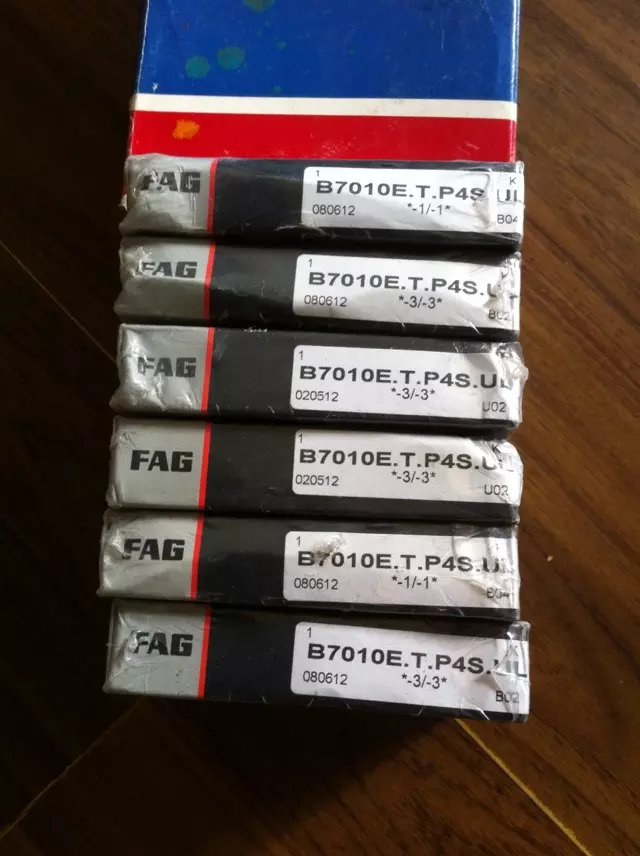 FAG
1
K
B7010E.T.P4S.UL
080612 *-1/-1* B04
FAG
1
B7010E.T.P4S.UL
080612 *-3/-3* B02
FAG
1
B7010E.T.P4S.UL
020512 *-3/-3* U02
FAG
1
B7010E.T.P4S.UL
020512 *-3/-3* U02
FAG
1
B7010E.T.P4S.UL
080612 *-1/-1* B04
FAG
1
K
B7010E.T.P4S.UL
080612 *-3/-3* B02